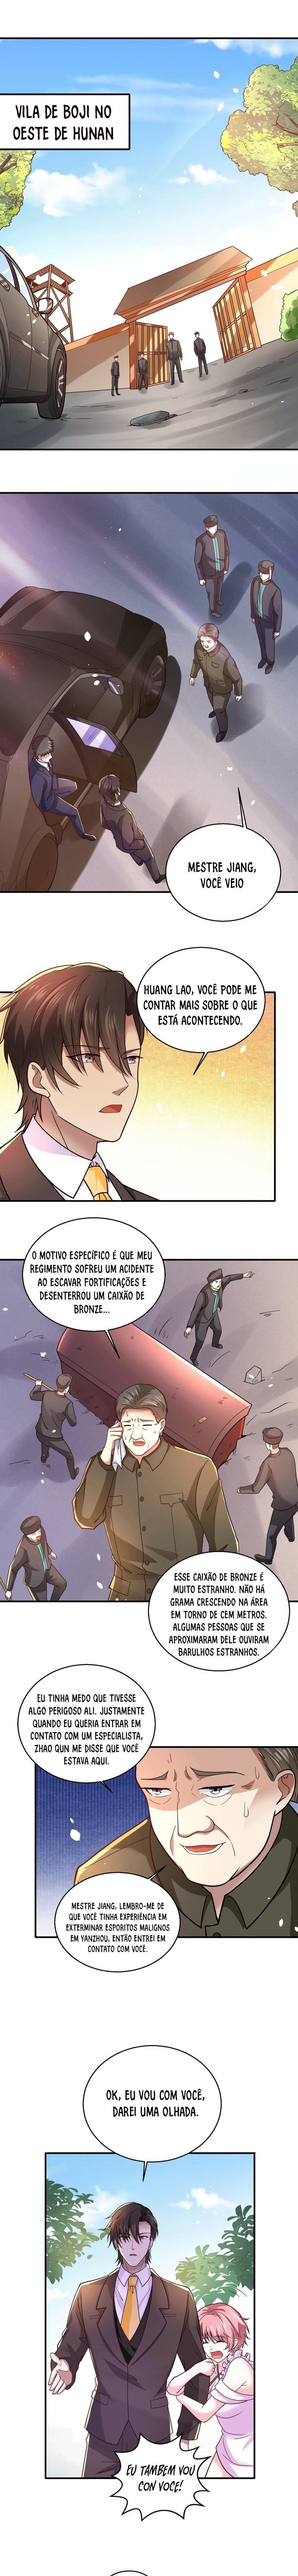 VILA DE BOJI NO
OESTE DE HUNAN
MESTRE JIANG,
VOCÊ VEIO
HUANG LAO, VOCÊ PODE ME
CONTAR MAIS SOBRE O QUE
ESTÁ ACONTECENDO.
O MOTIVO ESPECÍFICO É QUE MEU
REGIMENTO SOFREU UM ACIDENTE
AO ESCAVAR FORTIFICAÇÕES E
DESENTERROU UM CAIXÃO DE
BRONZE...
ESSE CAIXÃO DE BRONZE É
MUITO ESTRANHO. NÃO HÁ
GRAMA CRESCENDO NA ÁREA
EM TORNO DE CEM METROS.
ALGUMAS PESSOAS QUE SE
APROXIMARAM DELE OUVIRAM
BARULHOS ESTRANHOS.
EU TINHA MEDO QUE TIVESSE
ALGO PERIGOSO ALI. JUSTAMENTE
QUANDO EU QUERIA ENTRAR EM
CONTATO COM UM ESPECIALISTA,
ZHAO QUN ME DISSE QUE VOCÊ
ESTAVA AQUI.
MESTRE JIANG, LEMBRO-ME DE
QUE VOCÊ TINHA EXPERIÊNCIA EM
EXTERMINAR ESPORITOS MALIGNOS
EM YANZHOU, ENTÃO ENTREI EM
CONTATO COM VOCÊ.
OK, EU VOU COM VOCÊ,
DAREI UMA OLHADA.
EU TAMBEM VOU
CON VOCÊ!